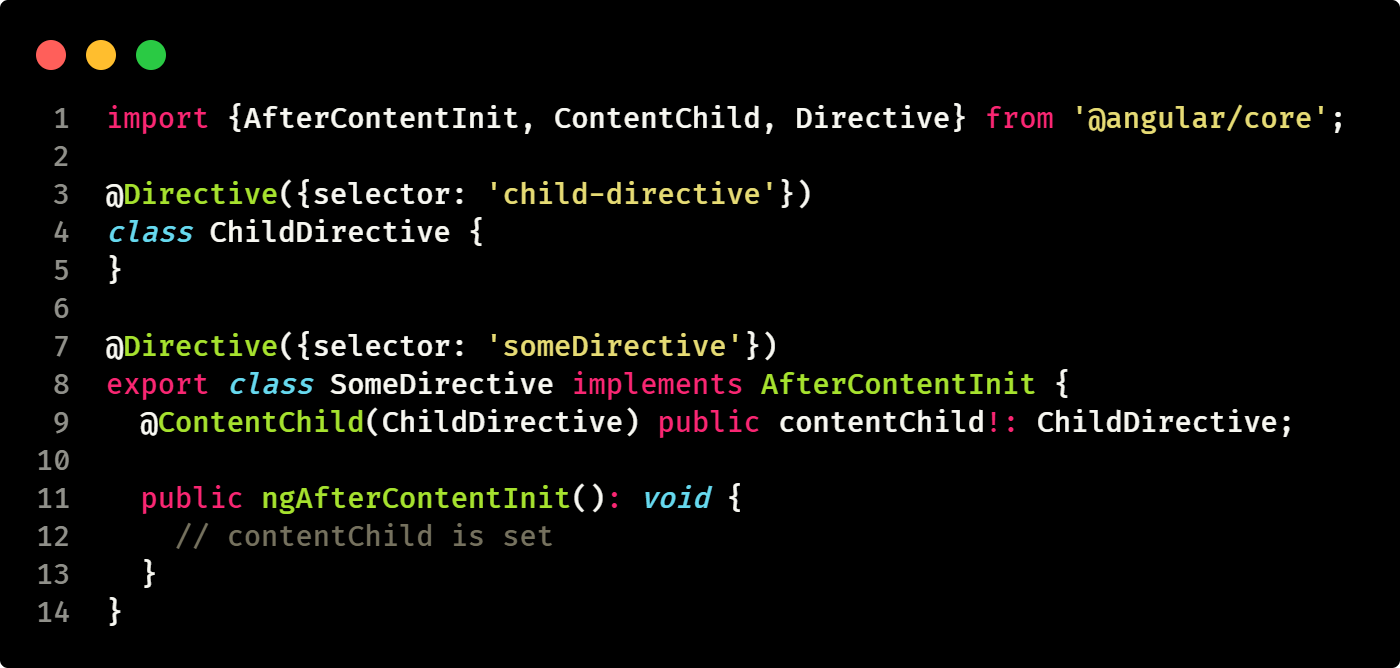 1 import {AfterContentInit, ContentChild, Directive} from '@angular/core';
2
3 @Directive({selector: 'child-directive'})
4 class ChildDirective {
5 }
6
7 @Directive({selector: 'someDirective'})
8 export class SomeDirective implements AfterContentInit {
9   @ContentChild(ChildDirective) public contentChild!: ChildDirective;
10
11   public ngAfterContentInit(): void {
12     // contentChild is set
13   }
14 }